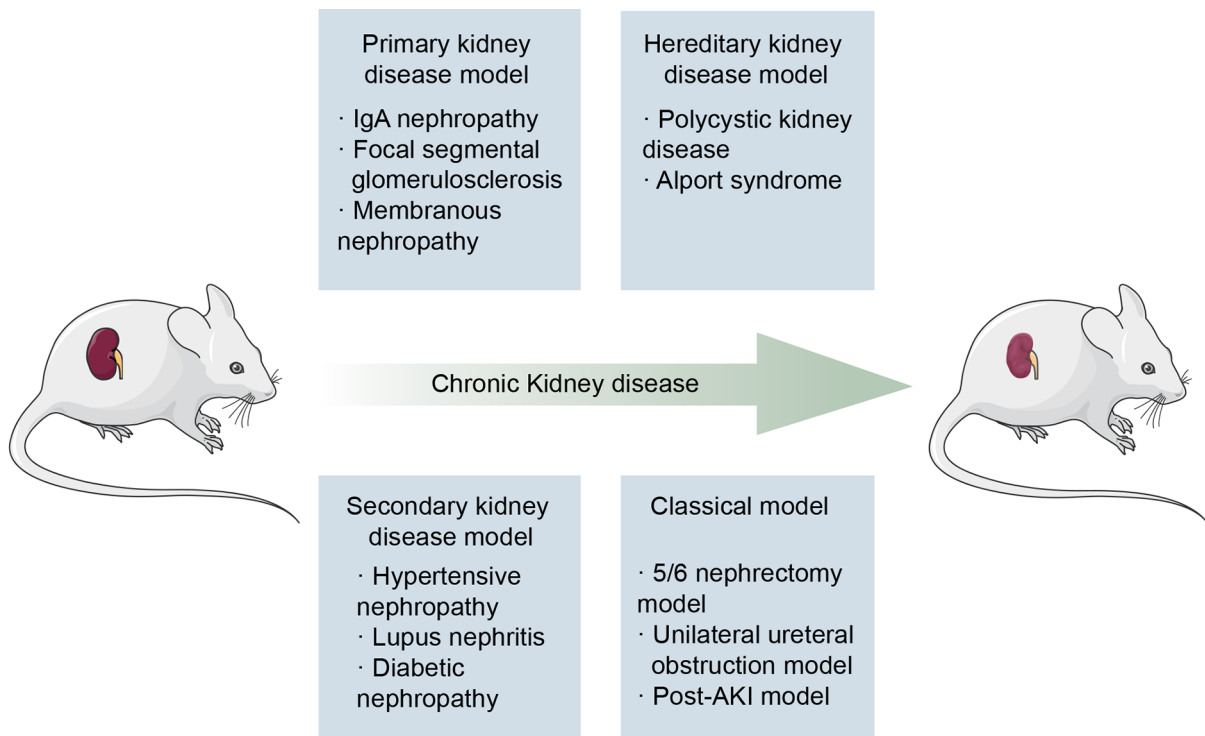 Primary kidney
disease model
· IgA nephropathy
· Focal segmental
glomerulosclerosis
· Membranous
nephropathy
Hereditary kidney
disease model
· Polycystic kidney
disease
· Alport syndrome
Chronic Kidney disease
Secondary kidney
disease model
· Hypertensive
nephropathy
· Lupus nephritis
· Diabetic
nephropathy
Classical model
· 5/6 nephrectomy
model
· Unilateral ureteral
obstruction model
· Post-AKI model